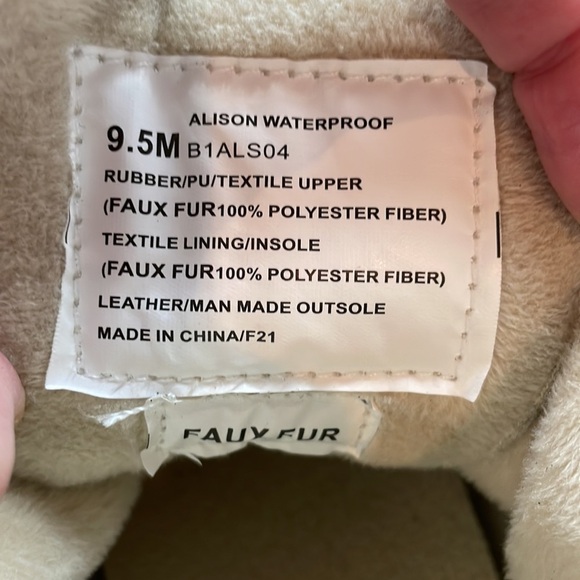 ALISON WATERPROOF
9.5M B1ALS04
RUBBER/PU/TEXTILE UPPER
(FAUX FUR100% POLYESTER FIBER)
TEXTILE LINING/INSOLE
(FAUX FUR100% POLYESTER FIBER)
LEATHER/MAN MADE OUTSOLE
MADE IN CHINA/F21
FAUX FUR